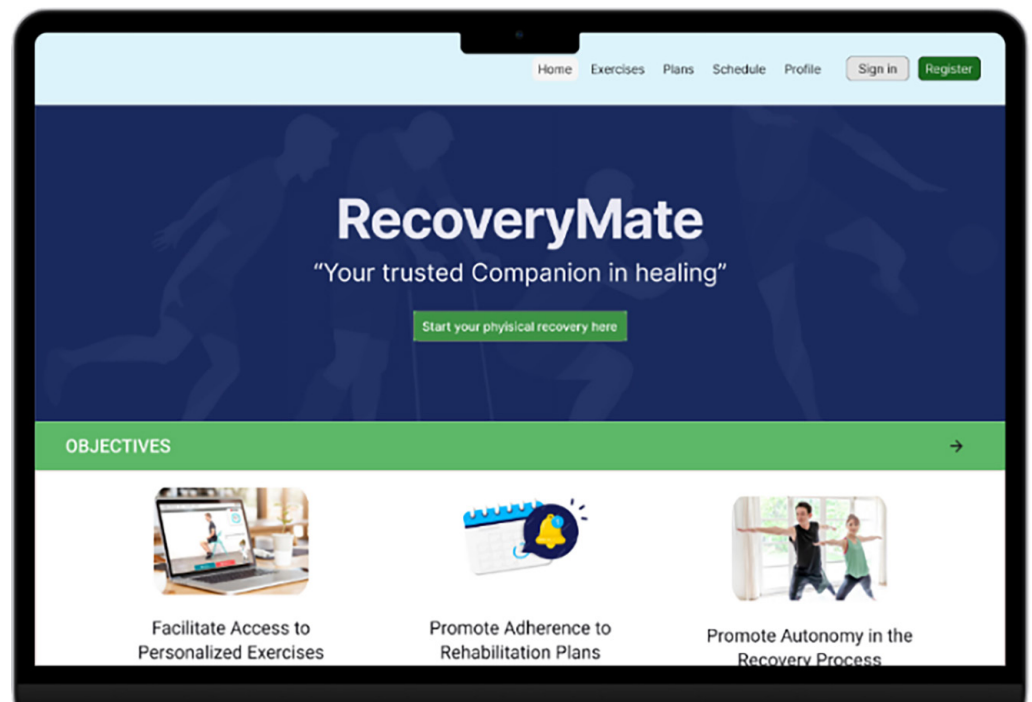 Home Exercises Plans Schedule Profile Sign in Register
RecoveryMate
“Your trusted Companion in healing”
Start your phyisical recovery here
OBJECTIVES
Facilitate Access to
Personalized Exercises
Promote Adherence to
Rehabilitation Plans
Promote Autonomy in the
Recovery Process